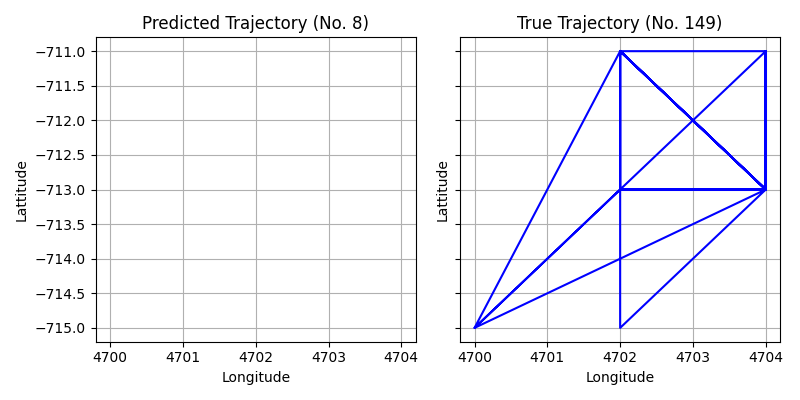 Predicted Trajectory (No. 8)
−711.0
−711.5
−712.0
−712.5
−713.0
−713.5
−714.0
−714.5
−715.0
Lattitude
4700 4701 4702 4703 4704
Longitude
True Trajectory (No. 149)
Lattitude
4700 4701 4702 4703 4704
Longitude